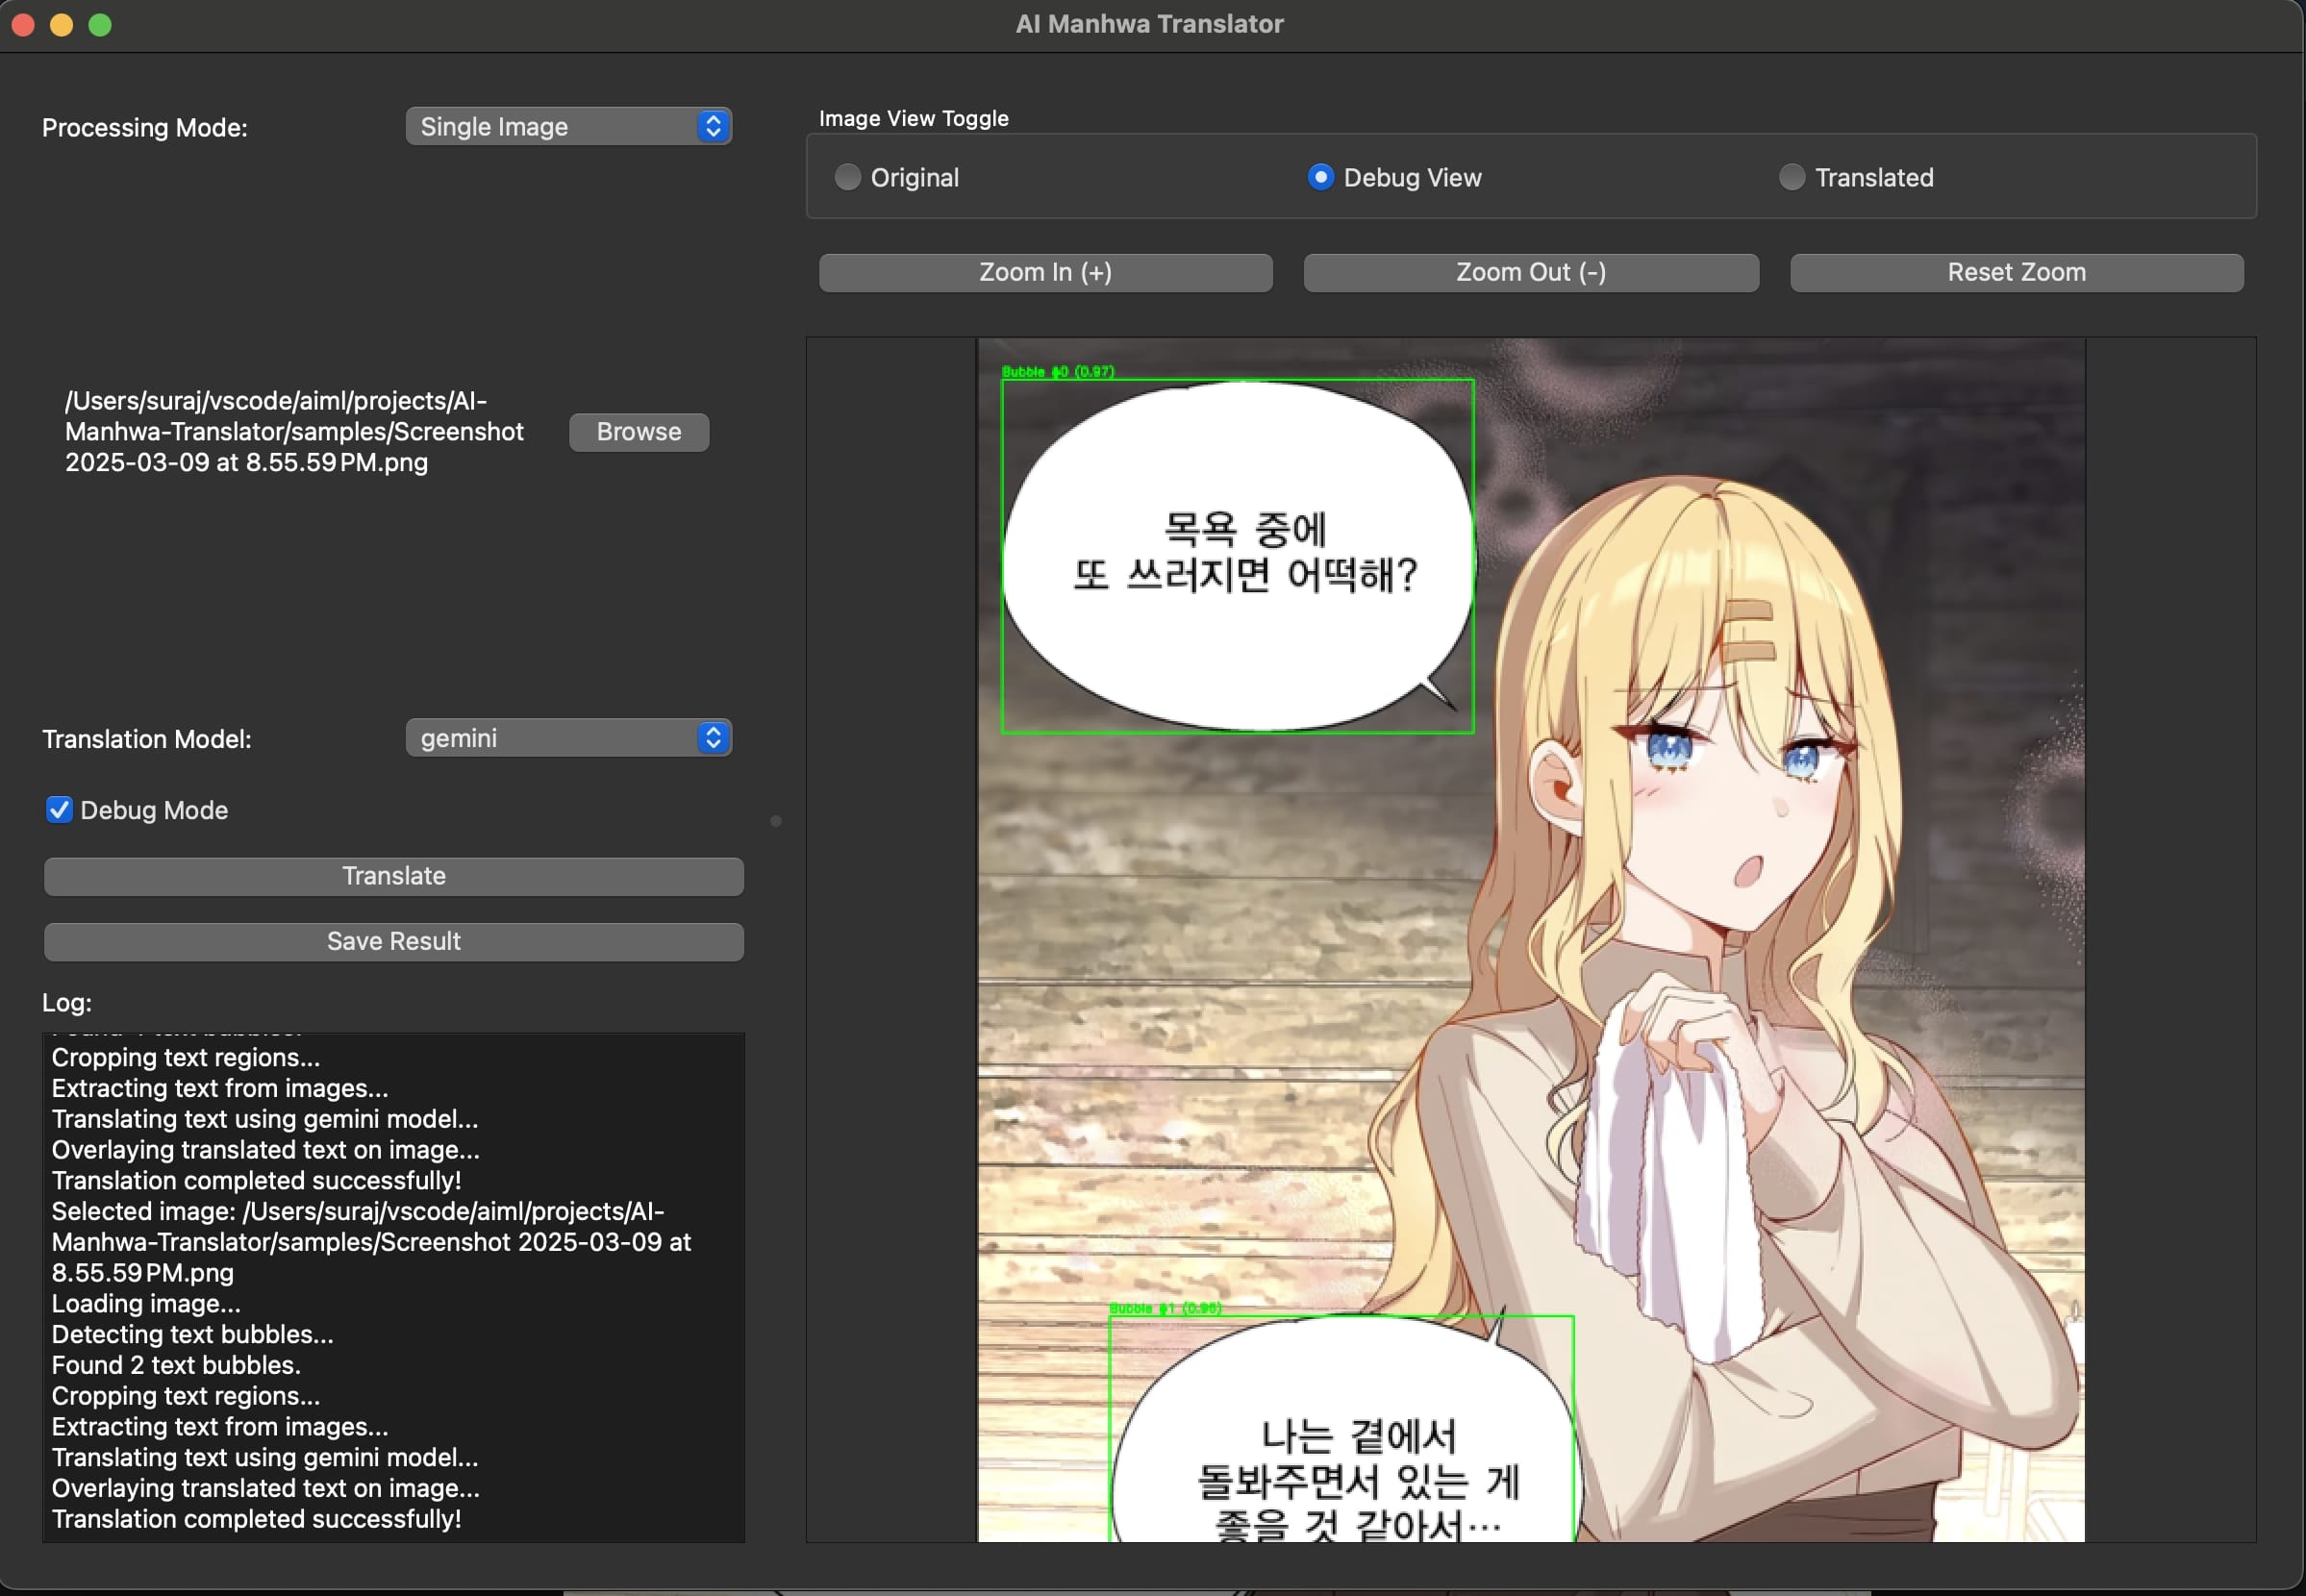 AI Manhwa Translator
Processing Mode:
Single Image
/Users/suraj/vscode/aiml/projects/AI-
Manhwa-Translator/samples/Screenshot
2025-03-09 at 8.55.59 PM.png
Browse
Translation Model:
gemini
Debug Mode
Translate
Save Result
Log:
Cropping text regions...
Extracting text from images...
Translating text using gemini model...
Overlaying translated text on image...
Translation completed successfully!
Selected image: /Users/suraj/vscode/aiml/projects/AI-
Manhwa-Translator/samples/Screenshot 2025-03-09 at
8.55.59 PM.png
Loading image...
Detecting text bubbles...
Found 2 text bubbles.
Cropping text regions...
Extracting text from images...
Translating text using gemini model...
Overlaying translated text on image...
Translation completed successfully!
Image View Toggle
Original
Debug View
Translated
Zoom In (+)
Zoom Out (-)
Reset Zoom
Bubble #0 (0.97)
목욕 중에
또 쓰러지면 어떡해?
Bubble #1
나는 곁에서
돌봐주면서 있는 게
좋을 것 같아서…